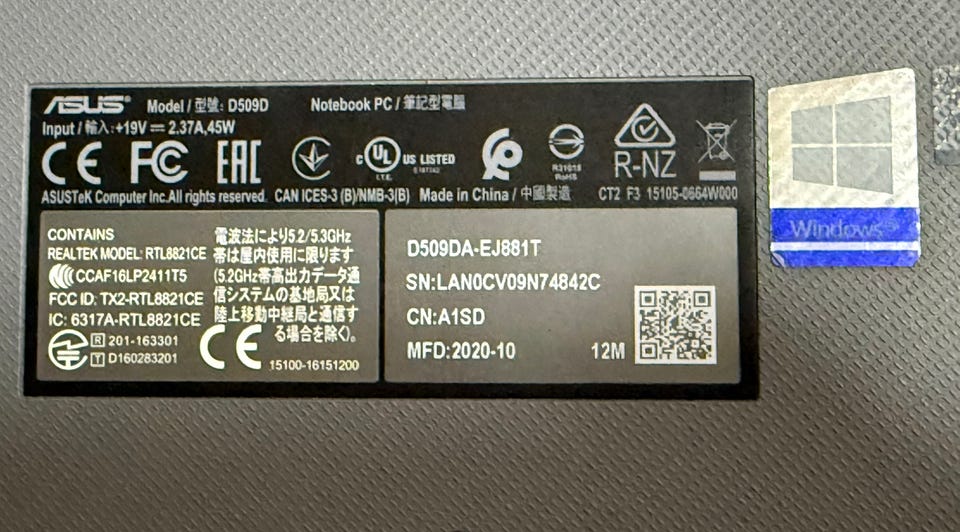 ASUS Model / 型號: D509D Notebook PC / 筆記型電腦
Input / 輸入:+19V ⎓ 2.37A,45W
CE FC EAC c UL US LISTED
I.T.E.
R31018
RoHS
R-NZ
ASUSTeK Computer Inc.All rights reserved. CAN ICES-3 (B)/NMB-3(B) Made in China / 中國製造 CT2 F3 15105-0664W000
CONTAINS
REALTEK MODEL: RTL8821CE
CCAF16LP2411T5
FCC ID: TX2-RTL8821CE
IC: 6317A-RTL8821CE
R 201-163301
T D160283201
電波法により5.2/5.3GHz
帯は屋内使用に限ります
(5.2GHz帯高出力データ通
信システムの基地局又は
陸上移動中継局と通信す
る場合を除く)。
CE
15100-16151200
D509DA-EJ881T
SN:LAN0CV09N74842C
CN:A1SD
MFD:2020-10 12M
Windows